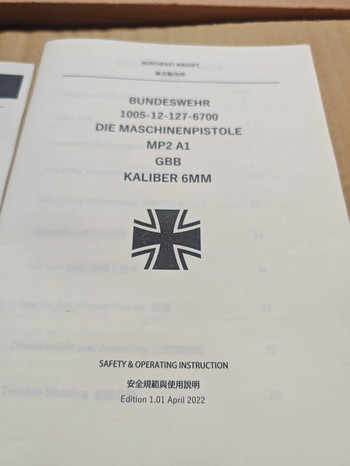 NORTHEAST AIRSOFT
BUNDESWEHR
1005-12-127-6700
DIE MASCHINENPISTOLE
MP2 A1
GBB
KALIBER 6MM
SAFETY & OPERATING INSTRUCTION
安全規範與使用說明
Edition 1.01 April 2022